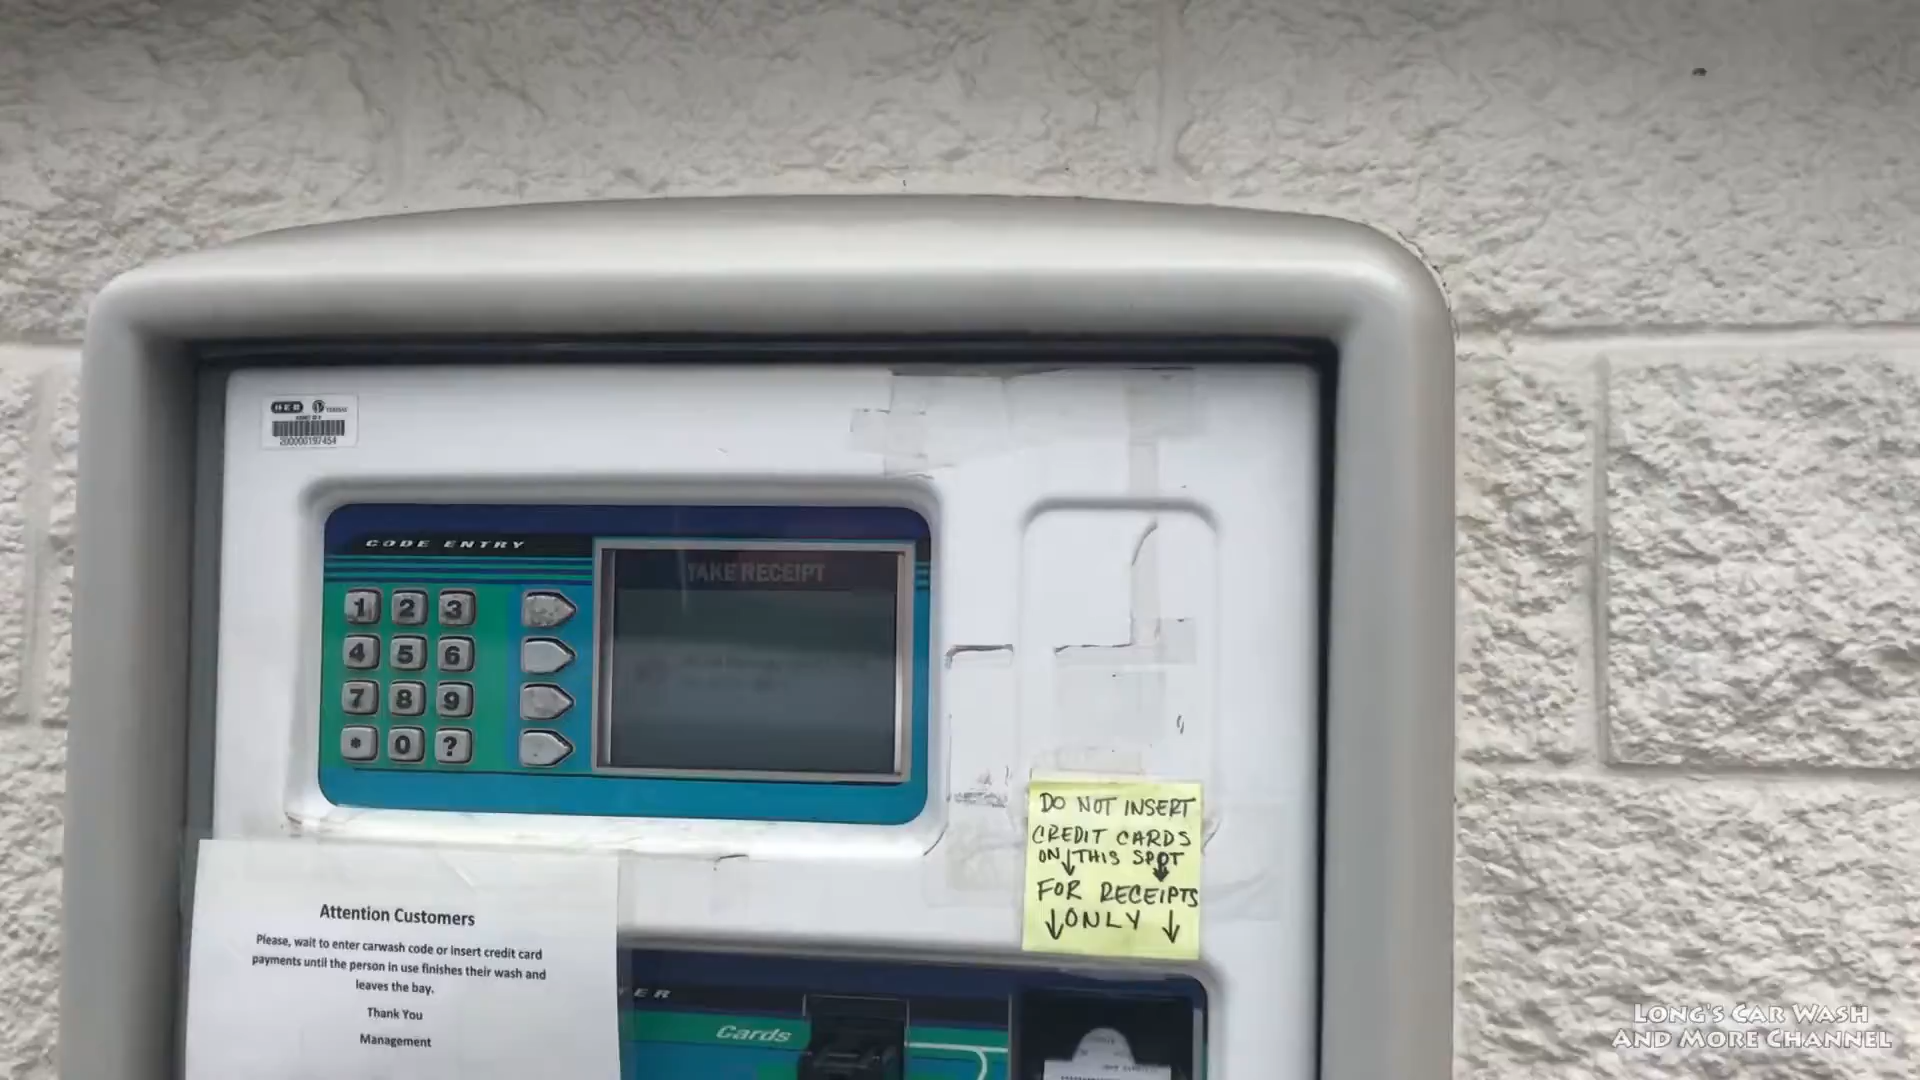 H-E-B
200000197454
CODE ENTRY
TAKE RECEIPT
1 2 3
4 5 6
7 8 9
* 0 ?
DO NOT INSERT
CREDIT CARDS
ON ↓ THIS SPOT
↓
FOR RECEIPTS
↓ ONLY ↓
Attention Customers
Please, wait to enter carwash code or insert credit card
payments until the person in use finishes their wash and
leaves the bay.
Thank You
Management
Cards
LONG'S CAR WASH
AND MORE CHANNEL